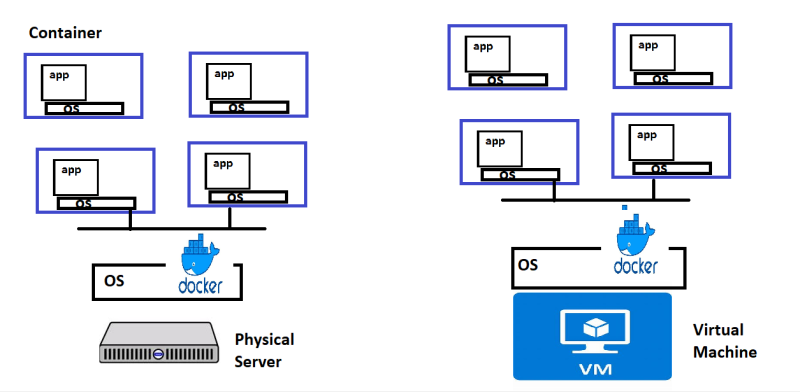 Container
app
OS
app
OS
app
OS
app
OS
OS
docker
Physical
Server
app
OS
app
OS
app
OS
app
OS
OS
docker
VM
Virtual
Machine